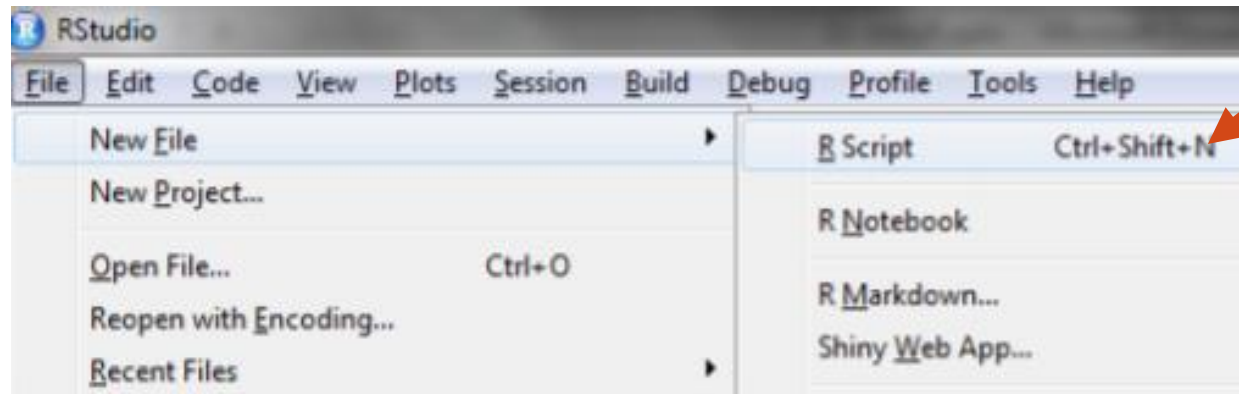 RStudio
File Edit Code View Plots Session Build Debug Profile Tools Help
New File
New Project...
Open File... Ctrl+O
Reopen with Encoding...
Recent Files
R Script Ctrl+Shift+N
R Notebook
R Markdown...
Shiny Web App...